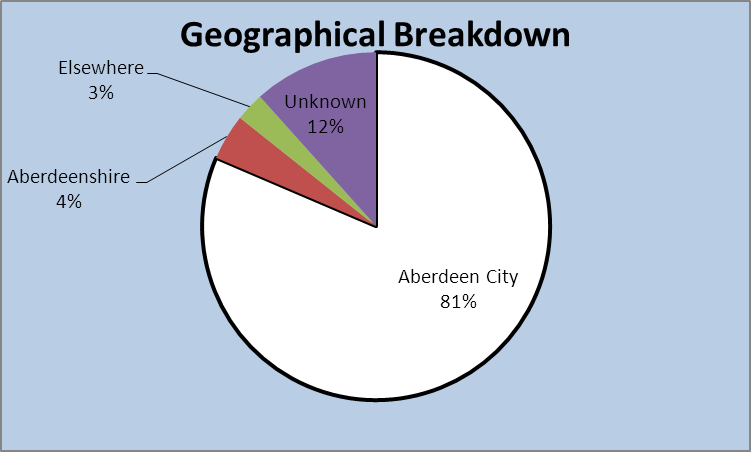 Geographical Breakdown
Elsewhere
3%
Unknown
12%
Aberdeenshire
4%
Aberdeen City
81%